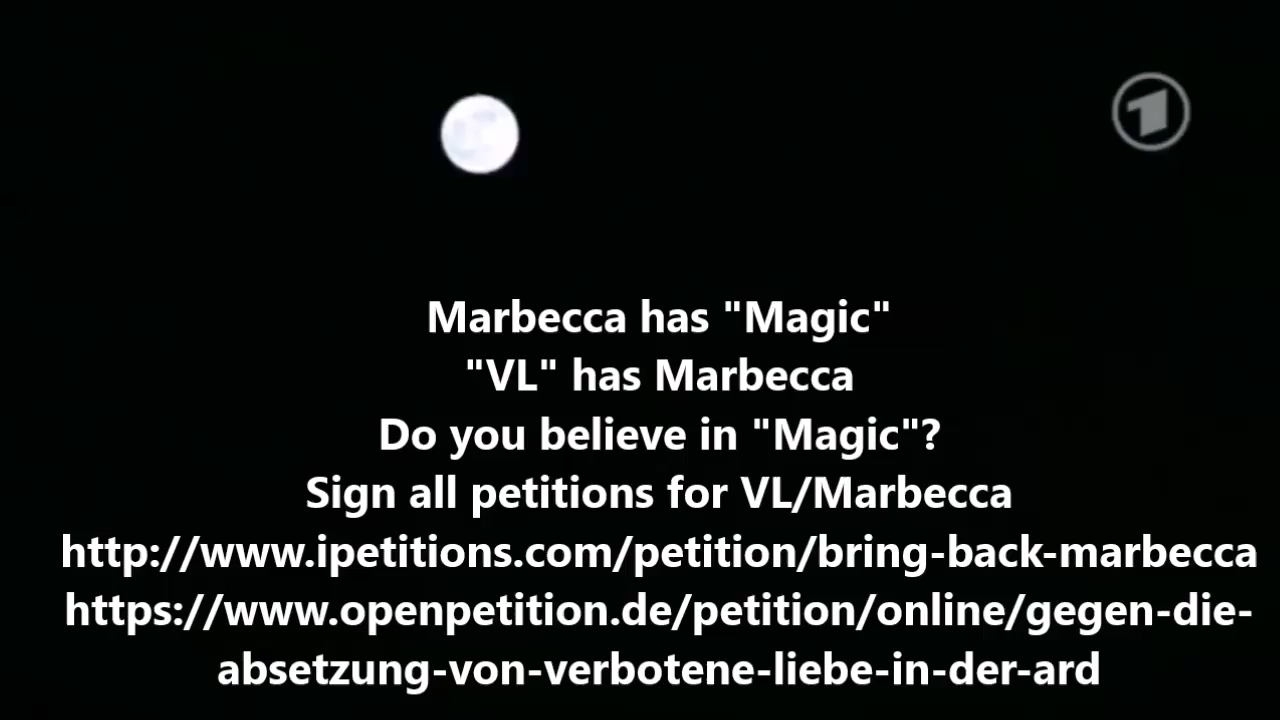 Marbecca has "Magic"
"VL" has Marbecca
Do you believe in "Magic"?
Sign all petitions for VL/Marbecca
http://www.ipetitions.com/petition/bring-back-marbecca
https://www.openpetition.de/petition/online/gegen-die-
absetzung-von-verbotene-liebe-in-der-ard